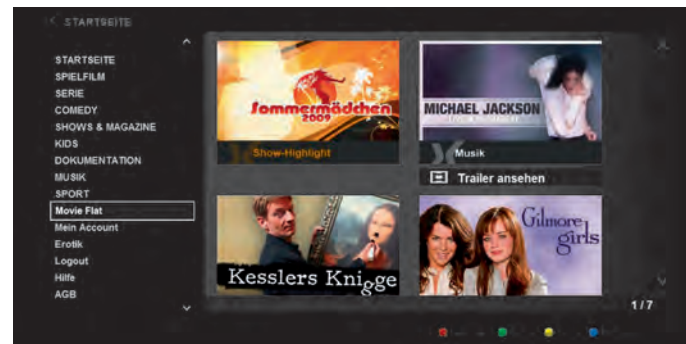 STARTSEITE
STARTSEITE
SPIELFILM
SERIE
COMEDY
SHOWS & MAGAZINE
KIDS
DOKUMENTATION
MUSIK
SPORT
Movie Flat
Mein Account
Erotik
Logout
Hilfe
AGB
Sommermädchen
2009
Show-Highlight
MICHAEL JACKSON
Musik
Trailer ansehen
Kesslers Knigge
Gilmore
girls
1/7